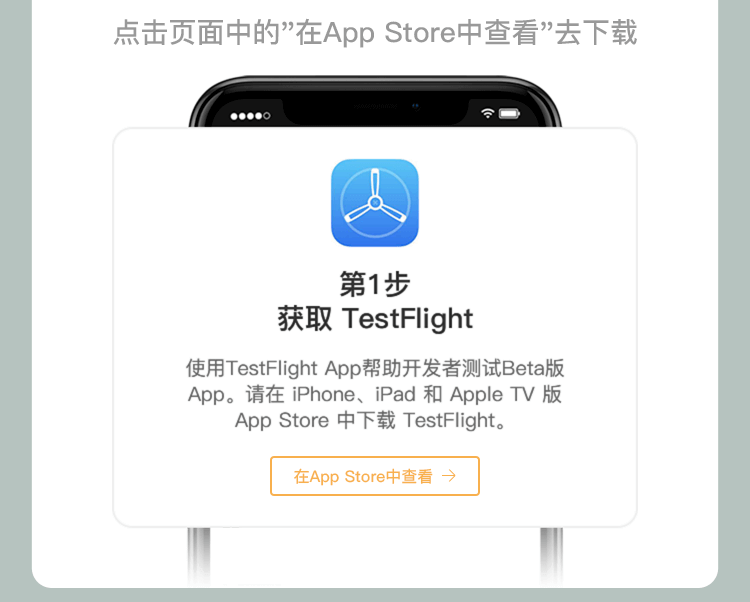 点击页面中的”在App Store中查看”去下载
第1步
获取 TestFlight
使用TestFlight App帮助开发者测试Beta版
App。请在 iPhone、iPad 和 Apple TV 版
App Store 中下载 TestFlight。
在App Store中查看 →